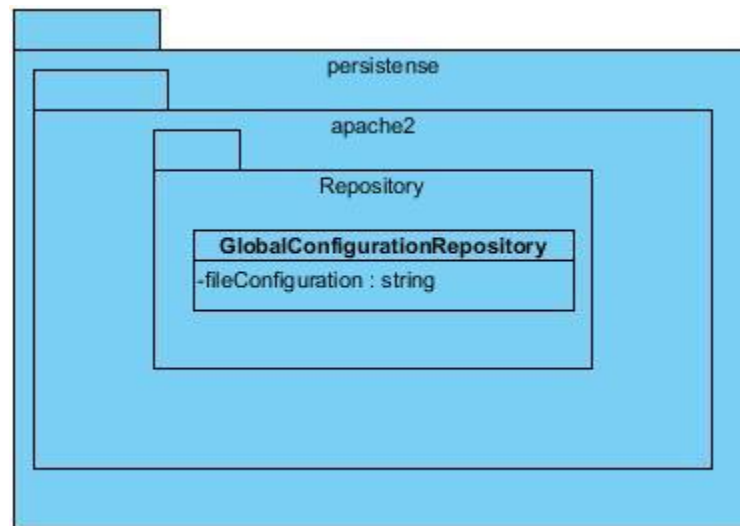 persistense
apache2
Repository
GlobalConfigurationRepository
-fileConfiguration : string